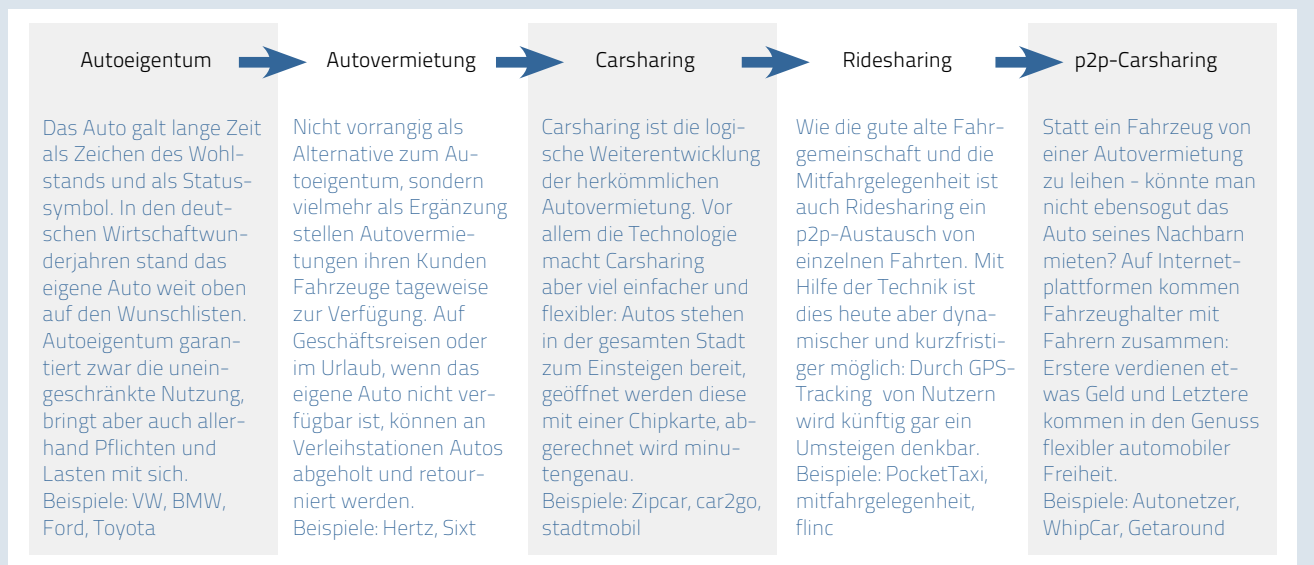 Autoeigentum
Autovermietung
Carsharing
Ridesharing
p2p-Carsharing
Das Auto galt lange Zeit
als Zeichen des Wohl-
stands und als Status-
symbol. In den deut-
schen Wirtschaftwun-
derjahren stand das
eigene Auto weit oben
auf den Wunschlisten.
Autoeigentum garan-
tiert zwar die unein-
geschränkte Nutzung,
bringt aber auch aller-
hand Pflichten und
Lasten mit sich.
Beispiele: VW, BMW,
Ford, Toyota
Nicht vorrangig als
Alternative zum Au-
toeigentum, sondern
vielmehr als Ergänzung
stellen Autovermie-
tungen ihren Kunden
Fahrzeuge tageweise
zur Verfügung. Auf
Geschäftsreisen oder
im Urlaub, wenn das
eigene Auto nicht ver-
fügbar ist, können an
Verleihstationen Autos
abgeholt und retour-
niert werden.
Beispiele: Hertz, Sixt
Carsharing ist die logi-
sche Weiterentwicklung
der herkömmlichen
Autovermietung. Vor
allem die Technologie
macht Carsharing
aber viel einfacher und
flexibler: Autos stehen
in der gesamten Stadt
zum Einsteigen bereit,
geöffnet werden diese
mit einer Chipkarte, ab-
gerechnet wird minu-
tengenau.
Beispiele: Zipcar, car2go,
stadtmobil
Wie die gute alte Fahr-
gemeinschaft und die
Mitfahrgelegenheit ist
auch Ridesharing ein
p2p-Austausch von
einzelnen Fahrten. Mit
Hilfe der Technik ist
dies heute aber dyna-
mischer und kurzfristi-
ger möglich: Durch GPS-
Tracking von Nutzern
wird künftig gar ein
Umsteigen denkbar.
Beispiele: PocketTaxi,
mitfahrgelegenheit,
flinc
Statt ein Fahrzeug von
einer Autovermietung
zu leihen - könnte man
nicht ebensogut das
Auto seines Nachbarn
mieten? Auf Internet-
plattformen kommen
Fahrzeughalter mit
Fahrern zusammen:
Erstere verdienen et-
was Geld und Letztere
kommen in den Genuss
flexibler automobiler
Freiheit.
Beispiele: Autonetzer,
WhipCar, Getaround